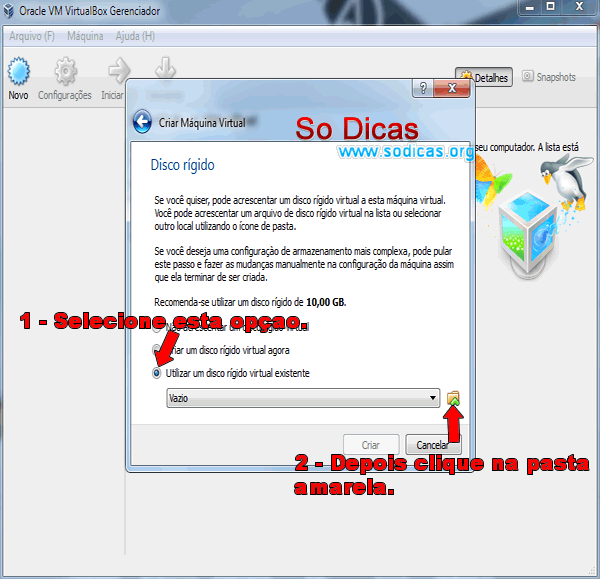 Oracle VM VirtualBox Gerenciador
Arquivo (F) Máquina Ajuda (H)
Novo Configurações Iniciar
Detalhes Snapshots
? X
Criar Máquina Virtual
So Dicas
www.sodicas.org
seu computador. A lista está
Disco rígido
Se você quiser, pode acrescentar um disco rígido virtual a esta máquina virtual.
Você pode acrescentar um arquivo de disco rígido virtual na lista ou selecionar
outro local utilizando o ícone de pasta.
Se você deseja uma configuração de armazenamento mais complexa, pode pular
este passo e fazer as mudanças manualmente na configuração da máquina assim
que ela terminar de ser criada.
Recomenda-se utilizar um disco rígido de 10,00 GB.
1 - Selecione esta opçao.
um disco rígido virtual agora
Utilizar um disco rígido virtual existente
Vazio
Criar Cancelar
2 - Depois clique na pasta
amarela.